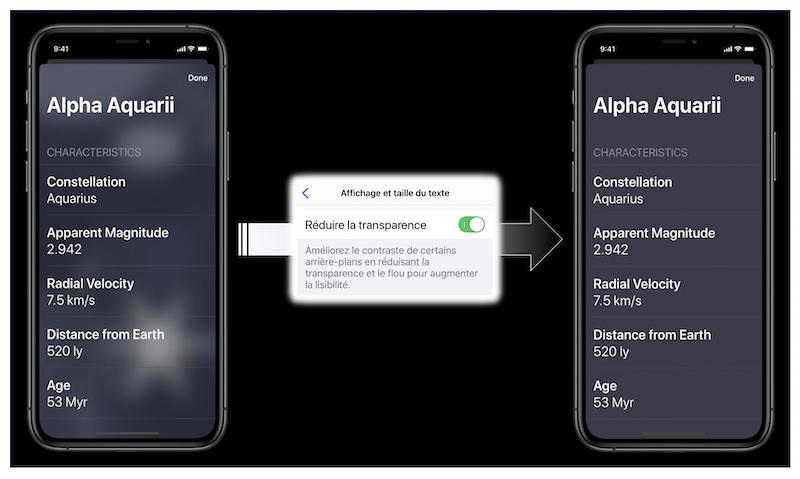 9:41
Done
Alpha Aquarii
CHARACTERISTICS
Constellation
Aquarius
Apparent Magnitude
2.942
Radial Velocity
7.5 km/s
Distance from Earth
520 ly
Age
53 Myr
Affichage et taille du texte
Réduire la transparence
Améliorez le contraste de certains
arrière-plans en réduisant la
transparence et le flou pour augmenter
la lisibilité.
9:41
Done
Alpha Aquarii
CHARACTERISTICS
Constellation
Aquarius
Apparent Magnitude
2.942
Radial Velocity
7.5 km/s
Distance from Earth
520 ly
Age
53 Myr